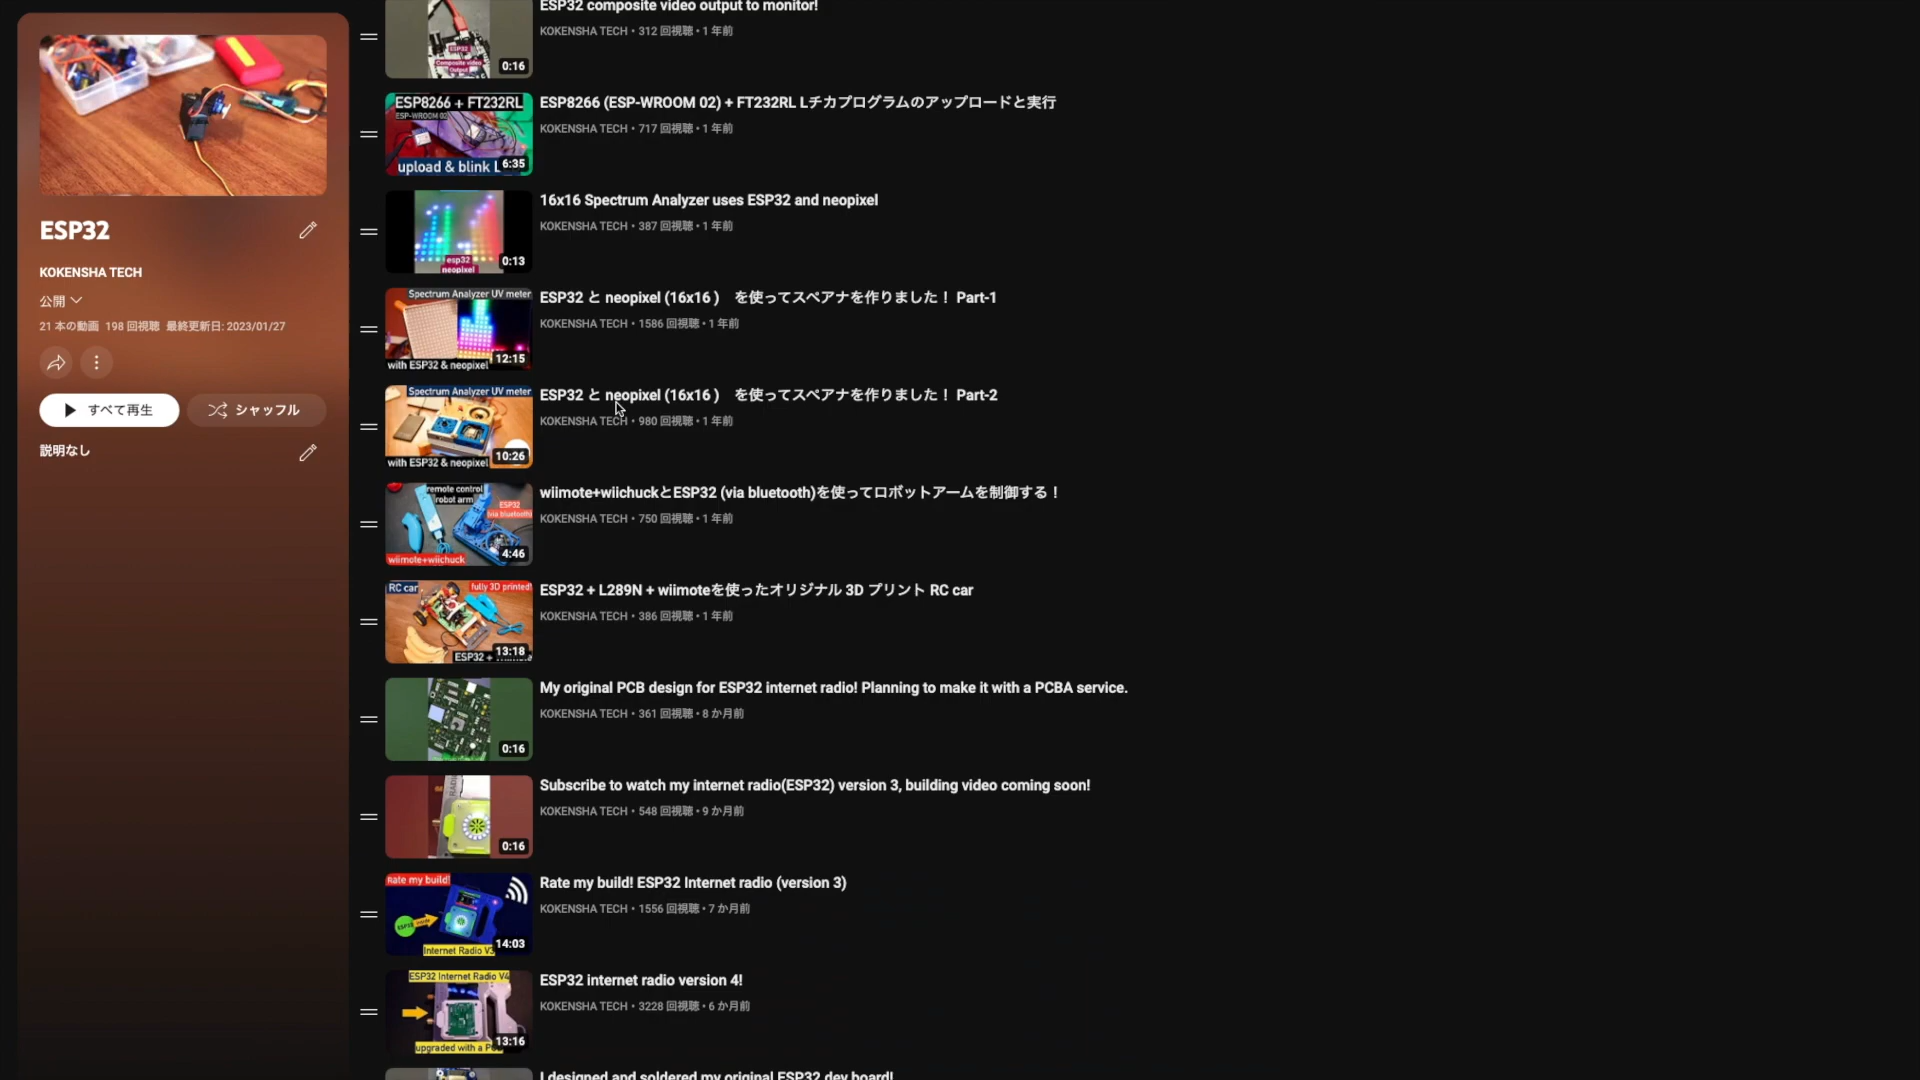 ESP32
KOKENSHA TECH
公開
21 本の動画 198 回視聴 最終更新日: 2023/01/27
すべて再生
シャッフル
説明なし
ESP32
Composite video
Output
0:16
ESP32 composite video output to monitor!
KOKENSHA TECH • 312 回視聴 • 1 年前
ESP8266 + FT232RL
ESP-WROOM 02
upload & blink L
6:35
ESP8266 (ESP-WROOM 02) + FT232RL Lチカプログラムのアップロードと実行
KOKENSHA TECH • 717 回視聴 • 1 年前
esp32
neopixel
0:13
16x16 Spectrum Analyzer uses ESP32 and neopixel
KOKENSHA TECH • 387 回視聴 • 1 年前
Spectrum Analyzer UV meter
with ESP32 & neopixel
12:15
ESP32 と neopixel (16x16 )　を使ってスペアナを作りました！ Part-1
KOKENSHA TECH • 1586 回視聴 • 1 年前
Spectrum Analyzer UV meter
with ESP32 & neopixel
10:26
ESP32 と neopixel (16x16 )　を使ってスペアナを作りました！ Part-2
KOKENSHA TECH • 980 回視聴 • 1 年前
remote control
robot arm
ESP32
(via bluetooth)
wiimote+wiichuck
4:46
wiimote+wiichuckとESP32 (via bluetooth)を使ってロボットアームを制御する！
KOKENSHA TECH • 750 回視聴 • 1 年前
RC car
fully 3D printed!
ESP32 +
13:18
ESP32 + L289N + wiimoteを使ったオリジナル 3D プリント RC car
KOKENSHA TECH • 386 回視聴 • 1 年前
0:16
My original PCB design for ESP32 internet radio! Planning to make it with a PCBA service.
KOKENSHA TECH • 361 回視聴 • 8 か月前
0:16
Subscribe to watch my internet radio(ESP32) version 3, building video coming soon!
KOKENSHA TECH • 548 回視聴 • 9 か月前
Rate my build!
Internet Radio V3
14:03
Rate my build! ESP32 Internet radio (version 3)
KOKENSHA TECH • 1556 回視聴 • 7 か月前
ESP32 Internet Radio V4
upgraded with a
13:16
ESP32 internet radio version 4!
KOKENSHA TECH • 3228 回視聴 • 6 か月前
I designed and soldered my original ESP32 dev board!